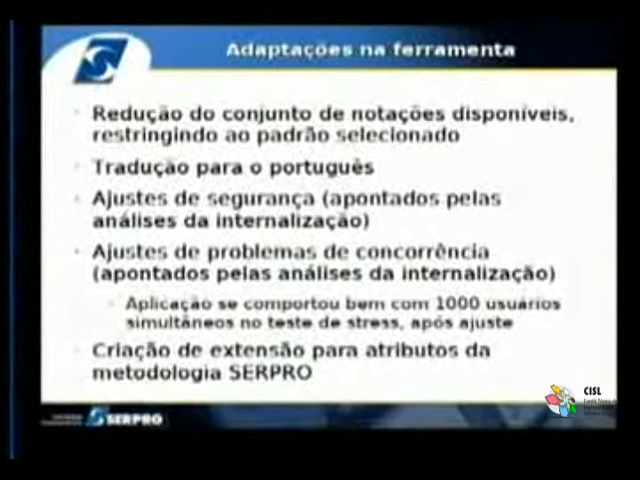 Adaptações na ferramenta
Redução do conjunto de notações disponíveis,
restringindo ao padrão selecionado
Tradução para o português
Ajustes de segurança (apontados pelas
análises da internalização)
Ajustes de problemas de concorrência
(apontados pelas análises da internalização)
Aplicação se comportou bem com 1000 usuários
simultâneos no teste de stress, após ajuste
Criação de extensão para atributos da
metodologia SERPRO
CISL
SERPRO